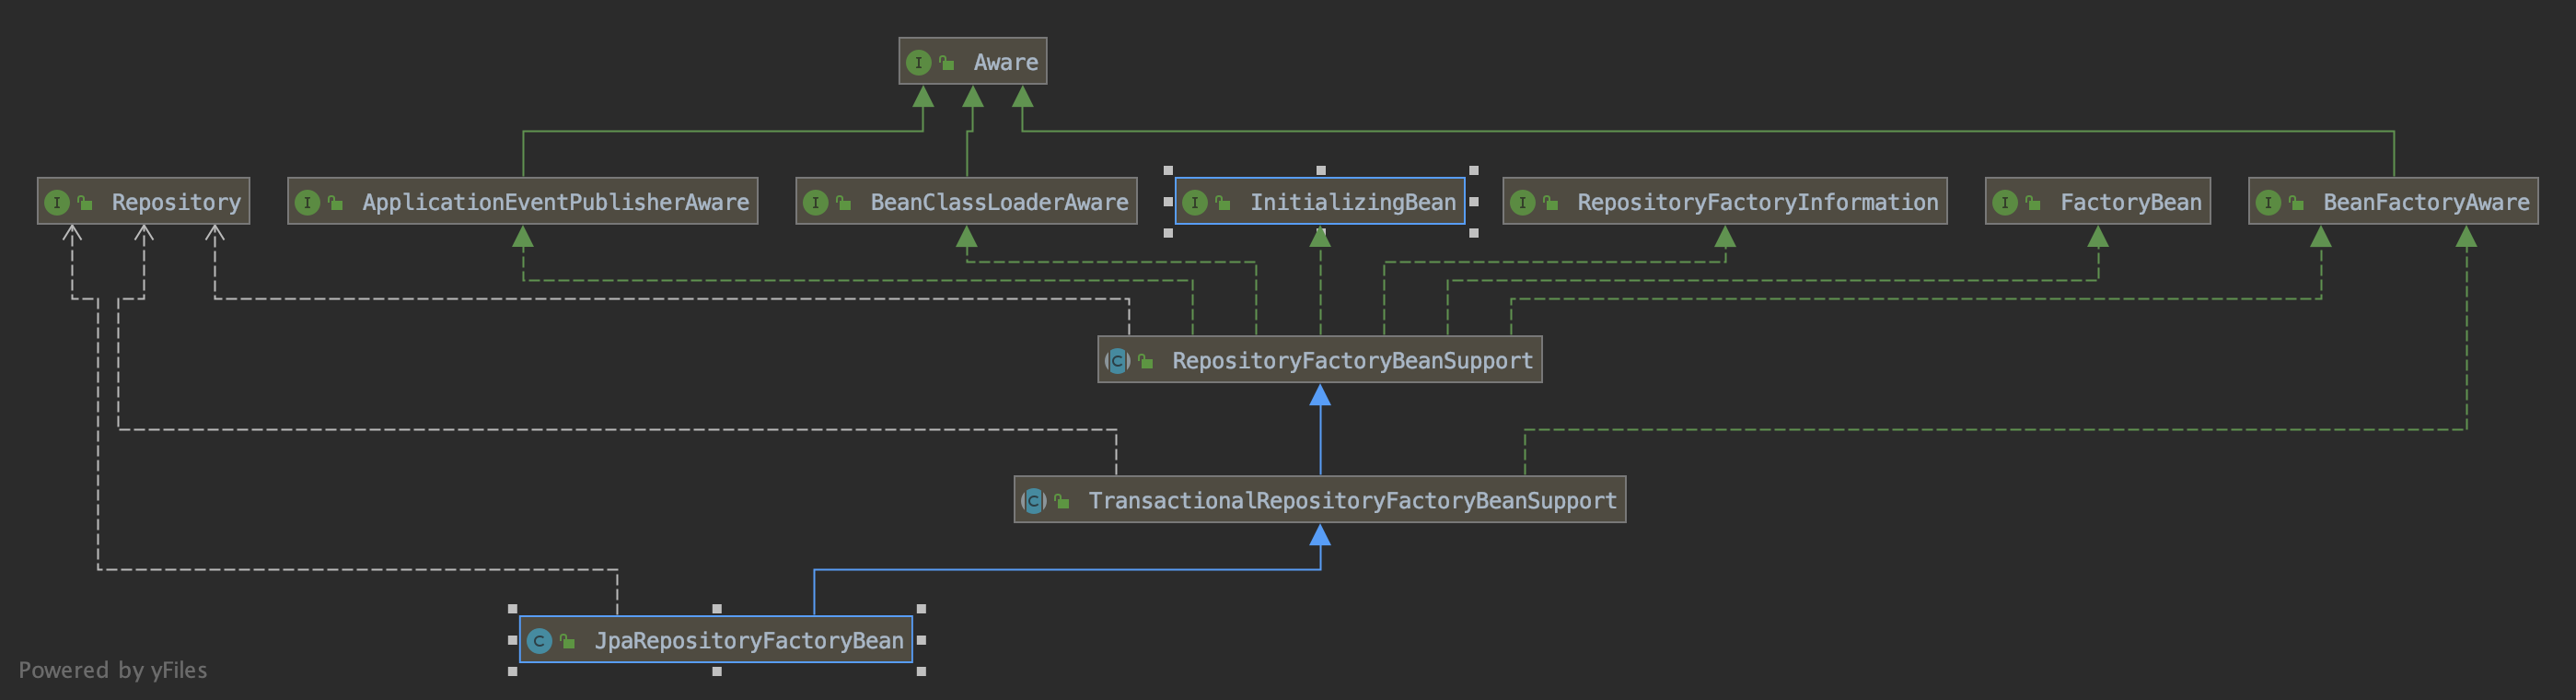 Aware
Repository
ApplicationEventPublisherAware
BeanClassLoaderAware
InitializingBean
RepositoryFactoryInformation
FactoryBean
BeanFactoryAware
RepositoryFactoryBeanSupport
TransactionalRepositoryFactoryBeanSupport
JpaRepositoryFactoryBean
Powered by yFiles